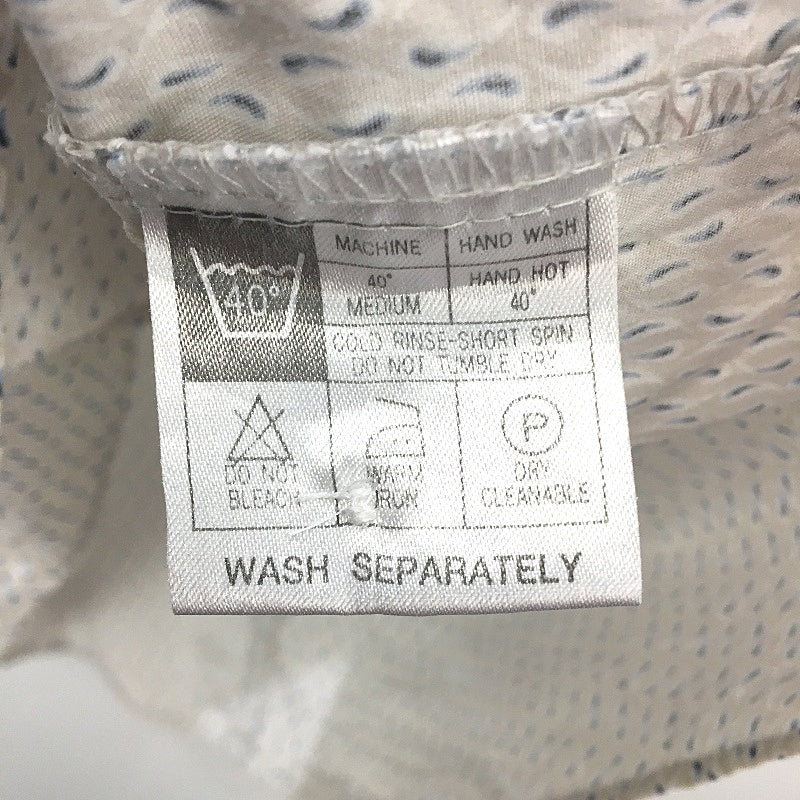 40°
MACHINE
HAND WASH
40°
MEDIUM
HAND HOT
40°
COLD RINSE-SHORT SPIN
DO NOT TUMBLE DRY
DO NOT
BLEACH
WARM
IRON
P
DRY
CLEANABLE
WASH SEPARATELY